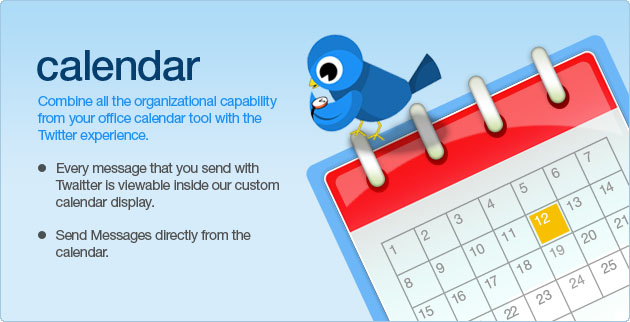 calendar
Combine all the organizational capability
from your office calendar tool with the
Twitter experience.
Every message that you send with
Twaitter is viewable inside our custom
calendar display.
Send Messages directly from the
calendar.
1 2 3 4 5 6 7
8 9 10 11 12 13 14
15 16 17 18 19 20 21
22 23 24 25